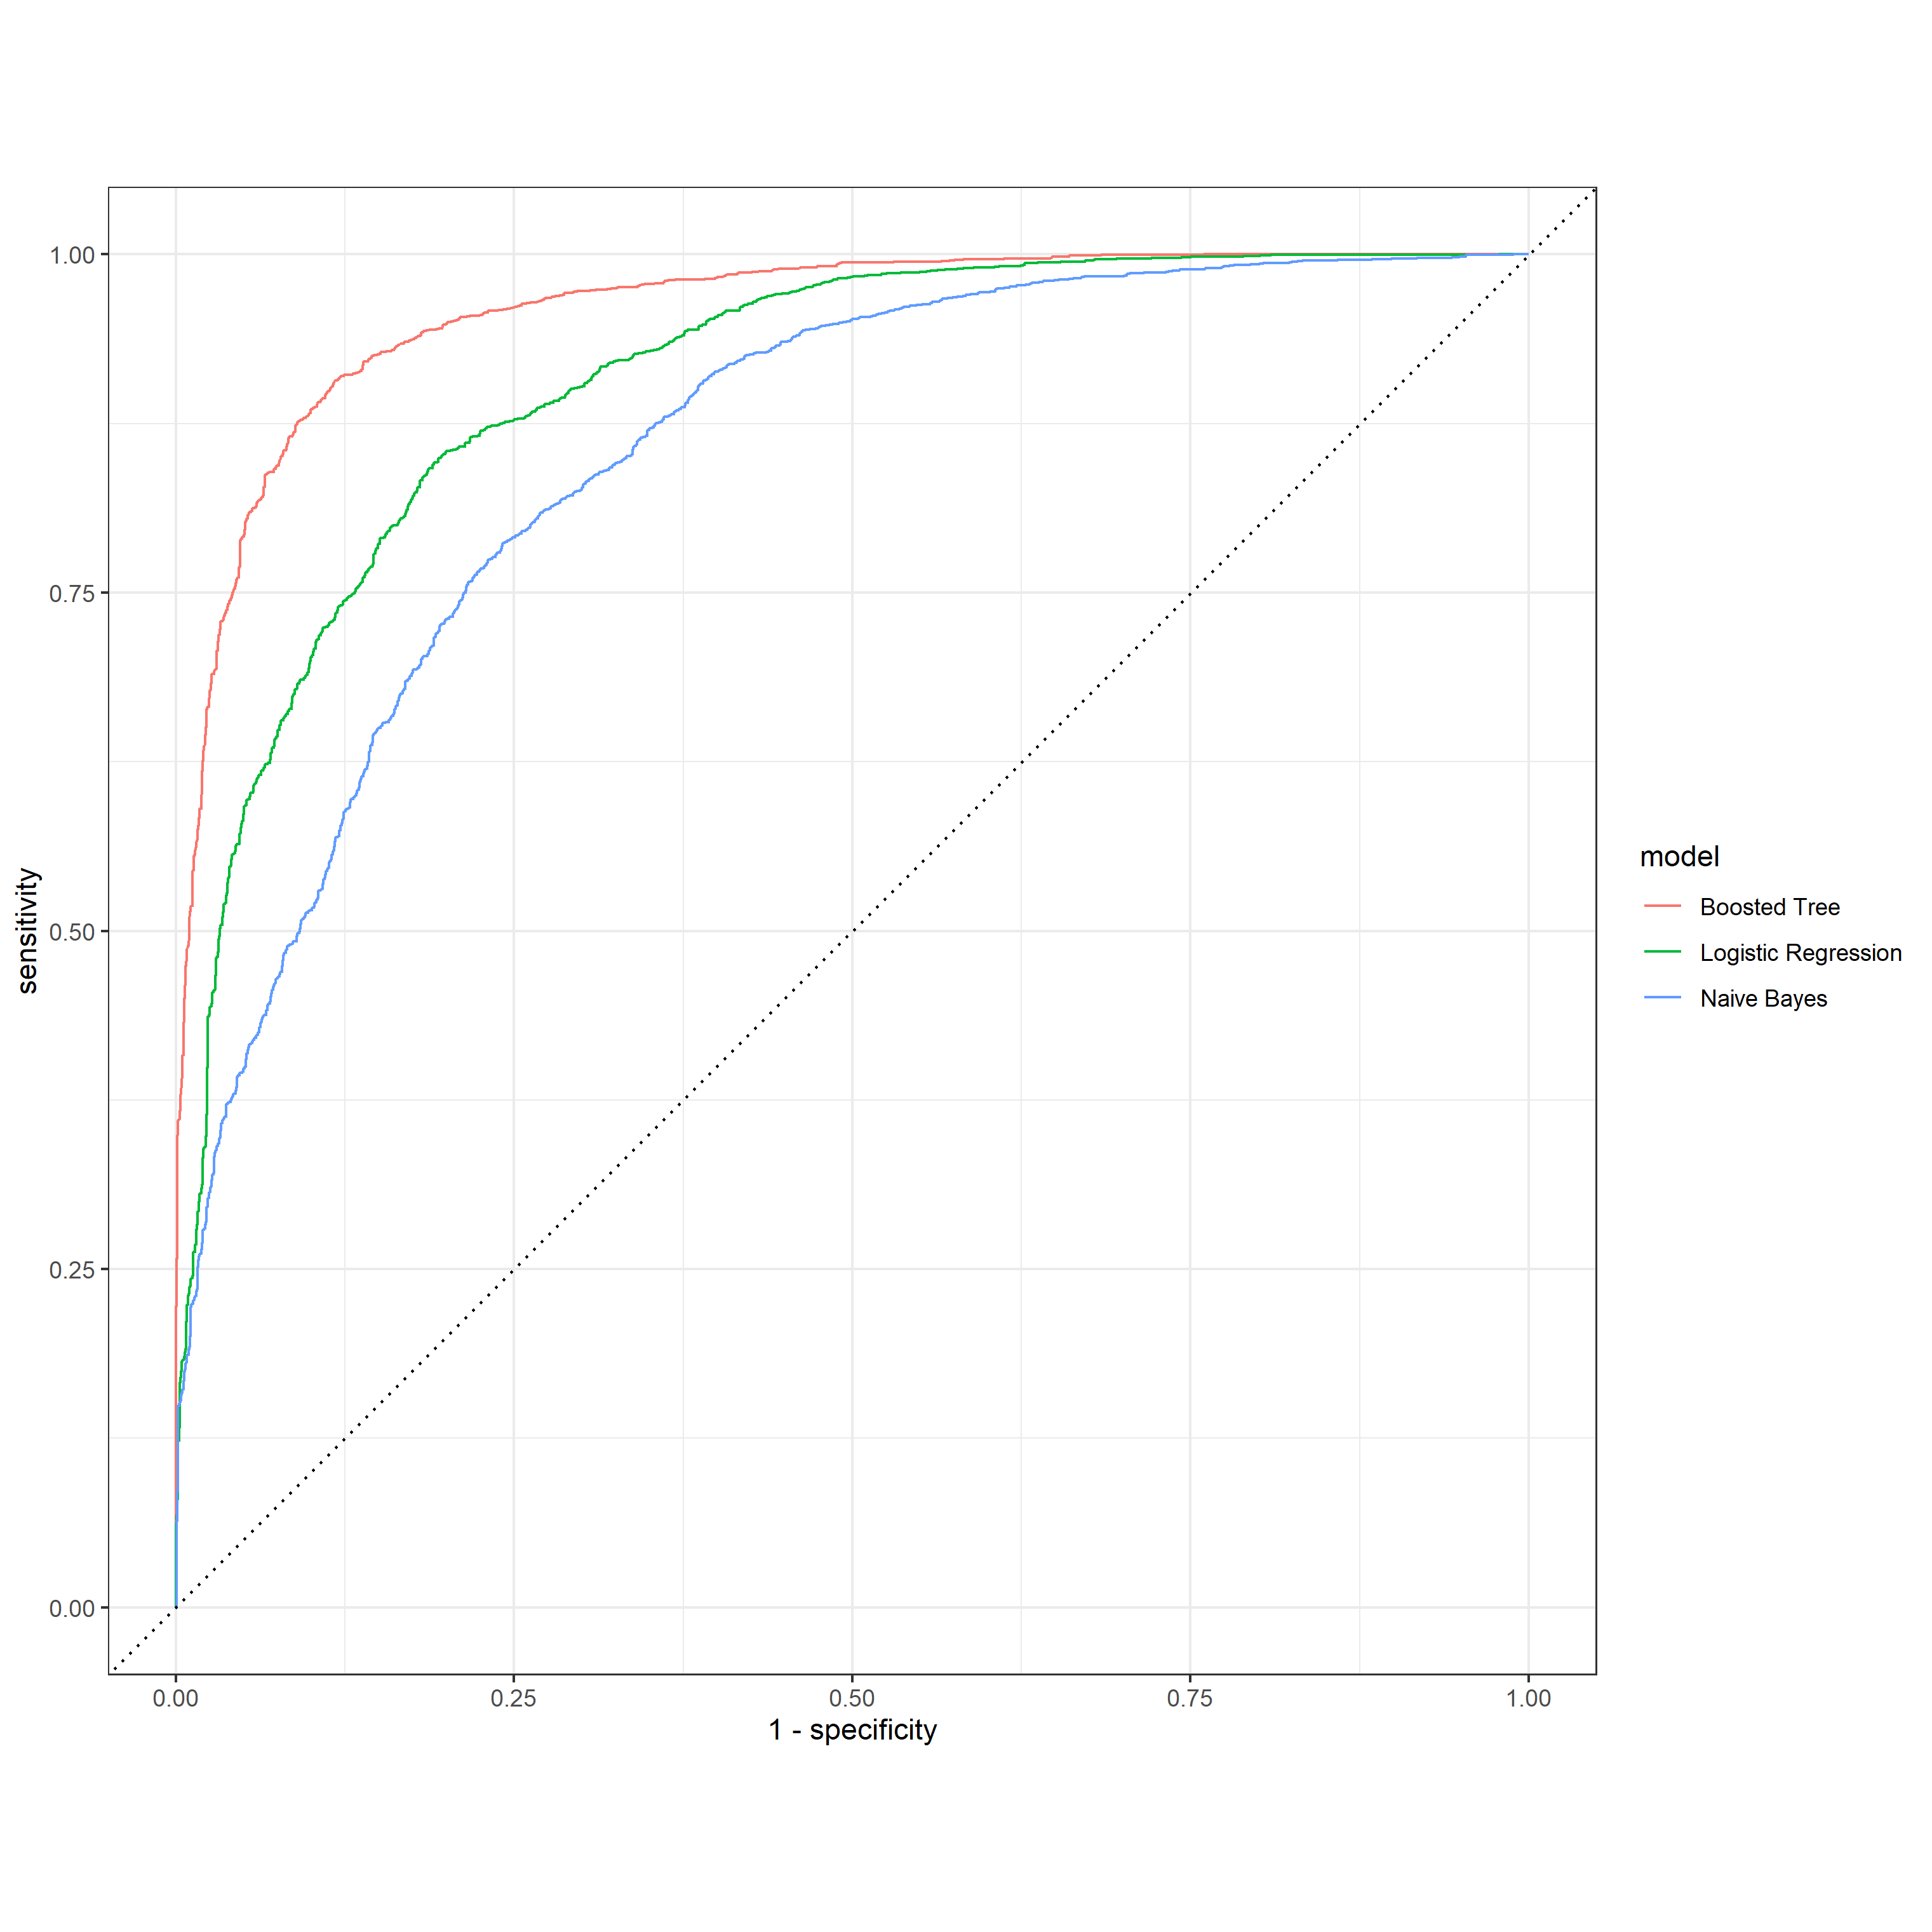 1.00
0.75
0.50
0.25
0.00
sensitivity
0.00 0.25 0.50 0.75 1.00
1 - specificity
model
Boosted Tree
Logistic Regression
Naive Bayes